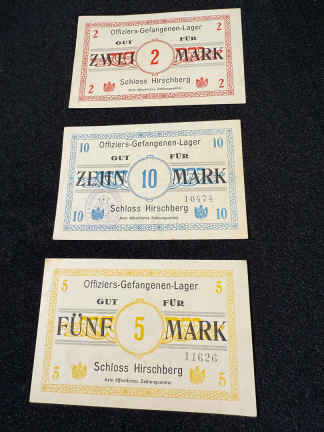 2 2
Offiziers-Gefangenen-Lager
GUT FÜR
ZWEI 2 MARK
Schloss Hirschberg
2 2
10 10
Offiziers-Gefangenen-Lager
GUT FÜR
ZEHN 10 MARK
10474
Schloss Hirschberg
10 10
5 5
Offiziers-Gefangenen-Lager
GUT FÜR
FÜNF 5 MARK
11626
Schloss Hirschberg
5 5